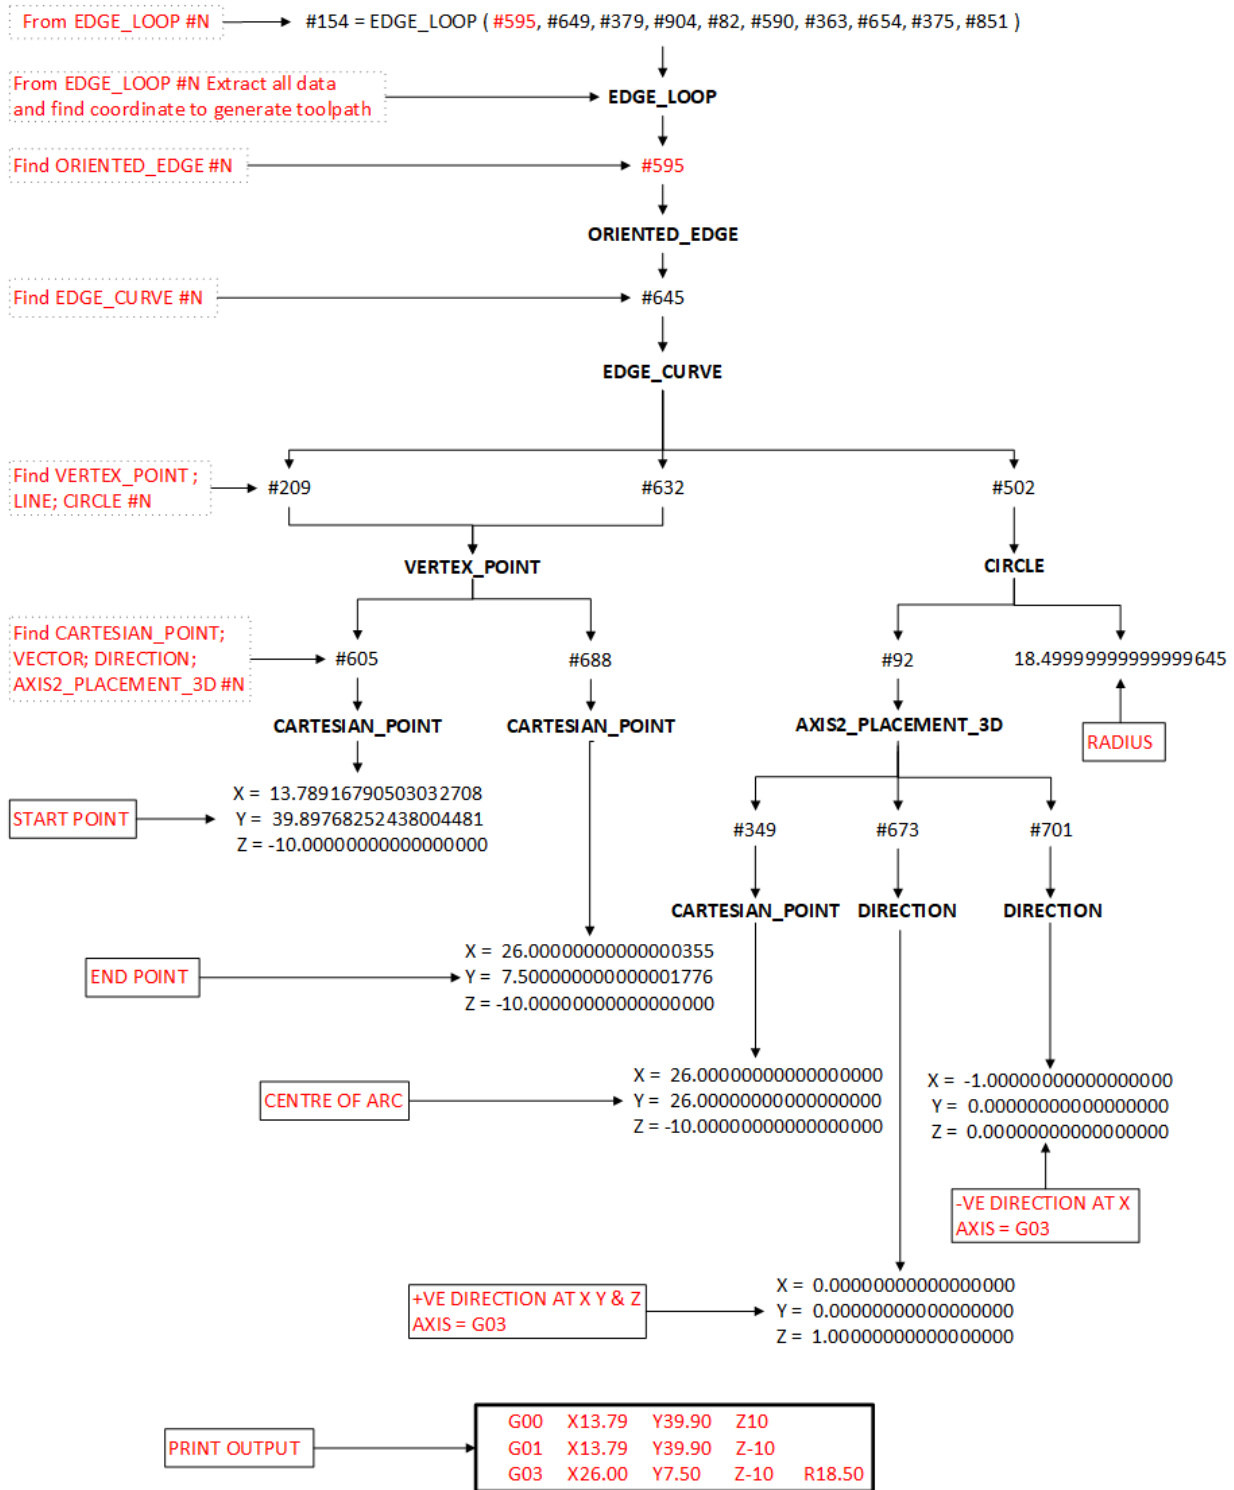 From EDGE_LOOP #N
#154 = EDGE_LOOP ( #595, #649, #379, #904, #82, #590, #363, #654, #375, #851 )
From EDGE_LOOP #N Extract all data
and find coordinate to generate toolpath
EDGE_LOOP
Find ORIENTED_EDGE #N
#595
ORIENTED_EDGE
Find EDGE_CURVE #N
#645
EDGE_CURVE
Find VERTEX_POINT ;
LINE; CIRCLE #N
#209
#632
#502
VERTEX_POINT
CIRCLE
Find CARTESIAN_POINT;
VECTOR; DIRECTION;
AXIS2_PLACEMENT_3D #N
#605
#688
#92
18.49999999999999645
CARTESIAN_POINT
CARTESIAN_POINT
AXIS2_PLACEMENT_3D
RADIUS
START POINT
X = 13.78916790503032708
Y = 39.89768252438004481
Z = -10.00000000000000000
#349
#673
#701
CARTESIAN_POINT
DIRECTION
DIRECTION
END POINT
X = 26.00000000000000355
Y = 7.500000000000001776
Z = -10.00000000000000000
CENTRE OF ARC
X = 26.00000000000000000
Y = 26.00000000000000000
Z = -10.00000000000000000
X = -1.00000000000000000
Y = 0.00000000000000000
Z = 0.00000000000000000
-VE DIRECTION AT X
AXIS = G03
+VE DIRECTION AT X Y & Z
AXIS = G03
X = 0.00000000000000000
Y = 0.00000000000000000
Z = 1.00000000000000000
PRINT OUTPUT
G00 X13.79 Y39.90 Z10
G01 X13.79 Y39.90 Z-10
G03 X26.00 Y7.50 Z-10 R18.50